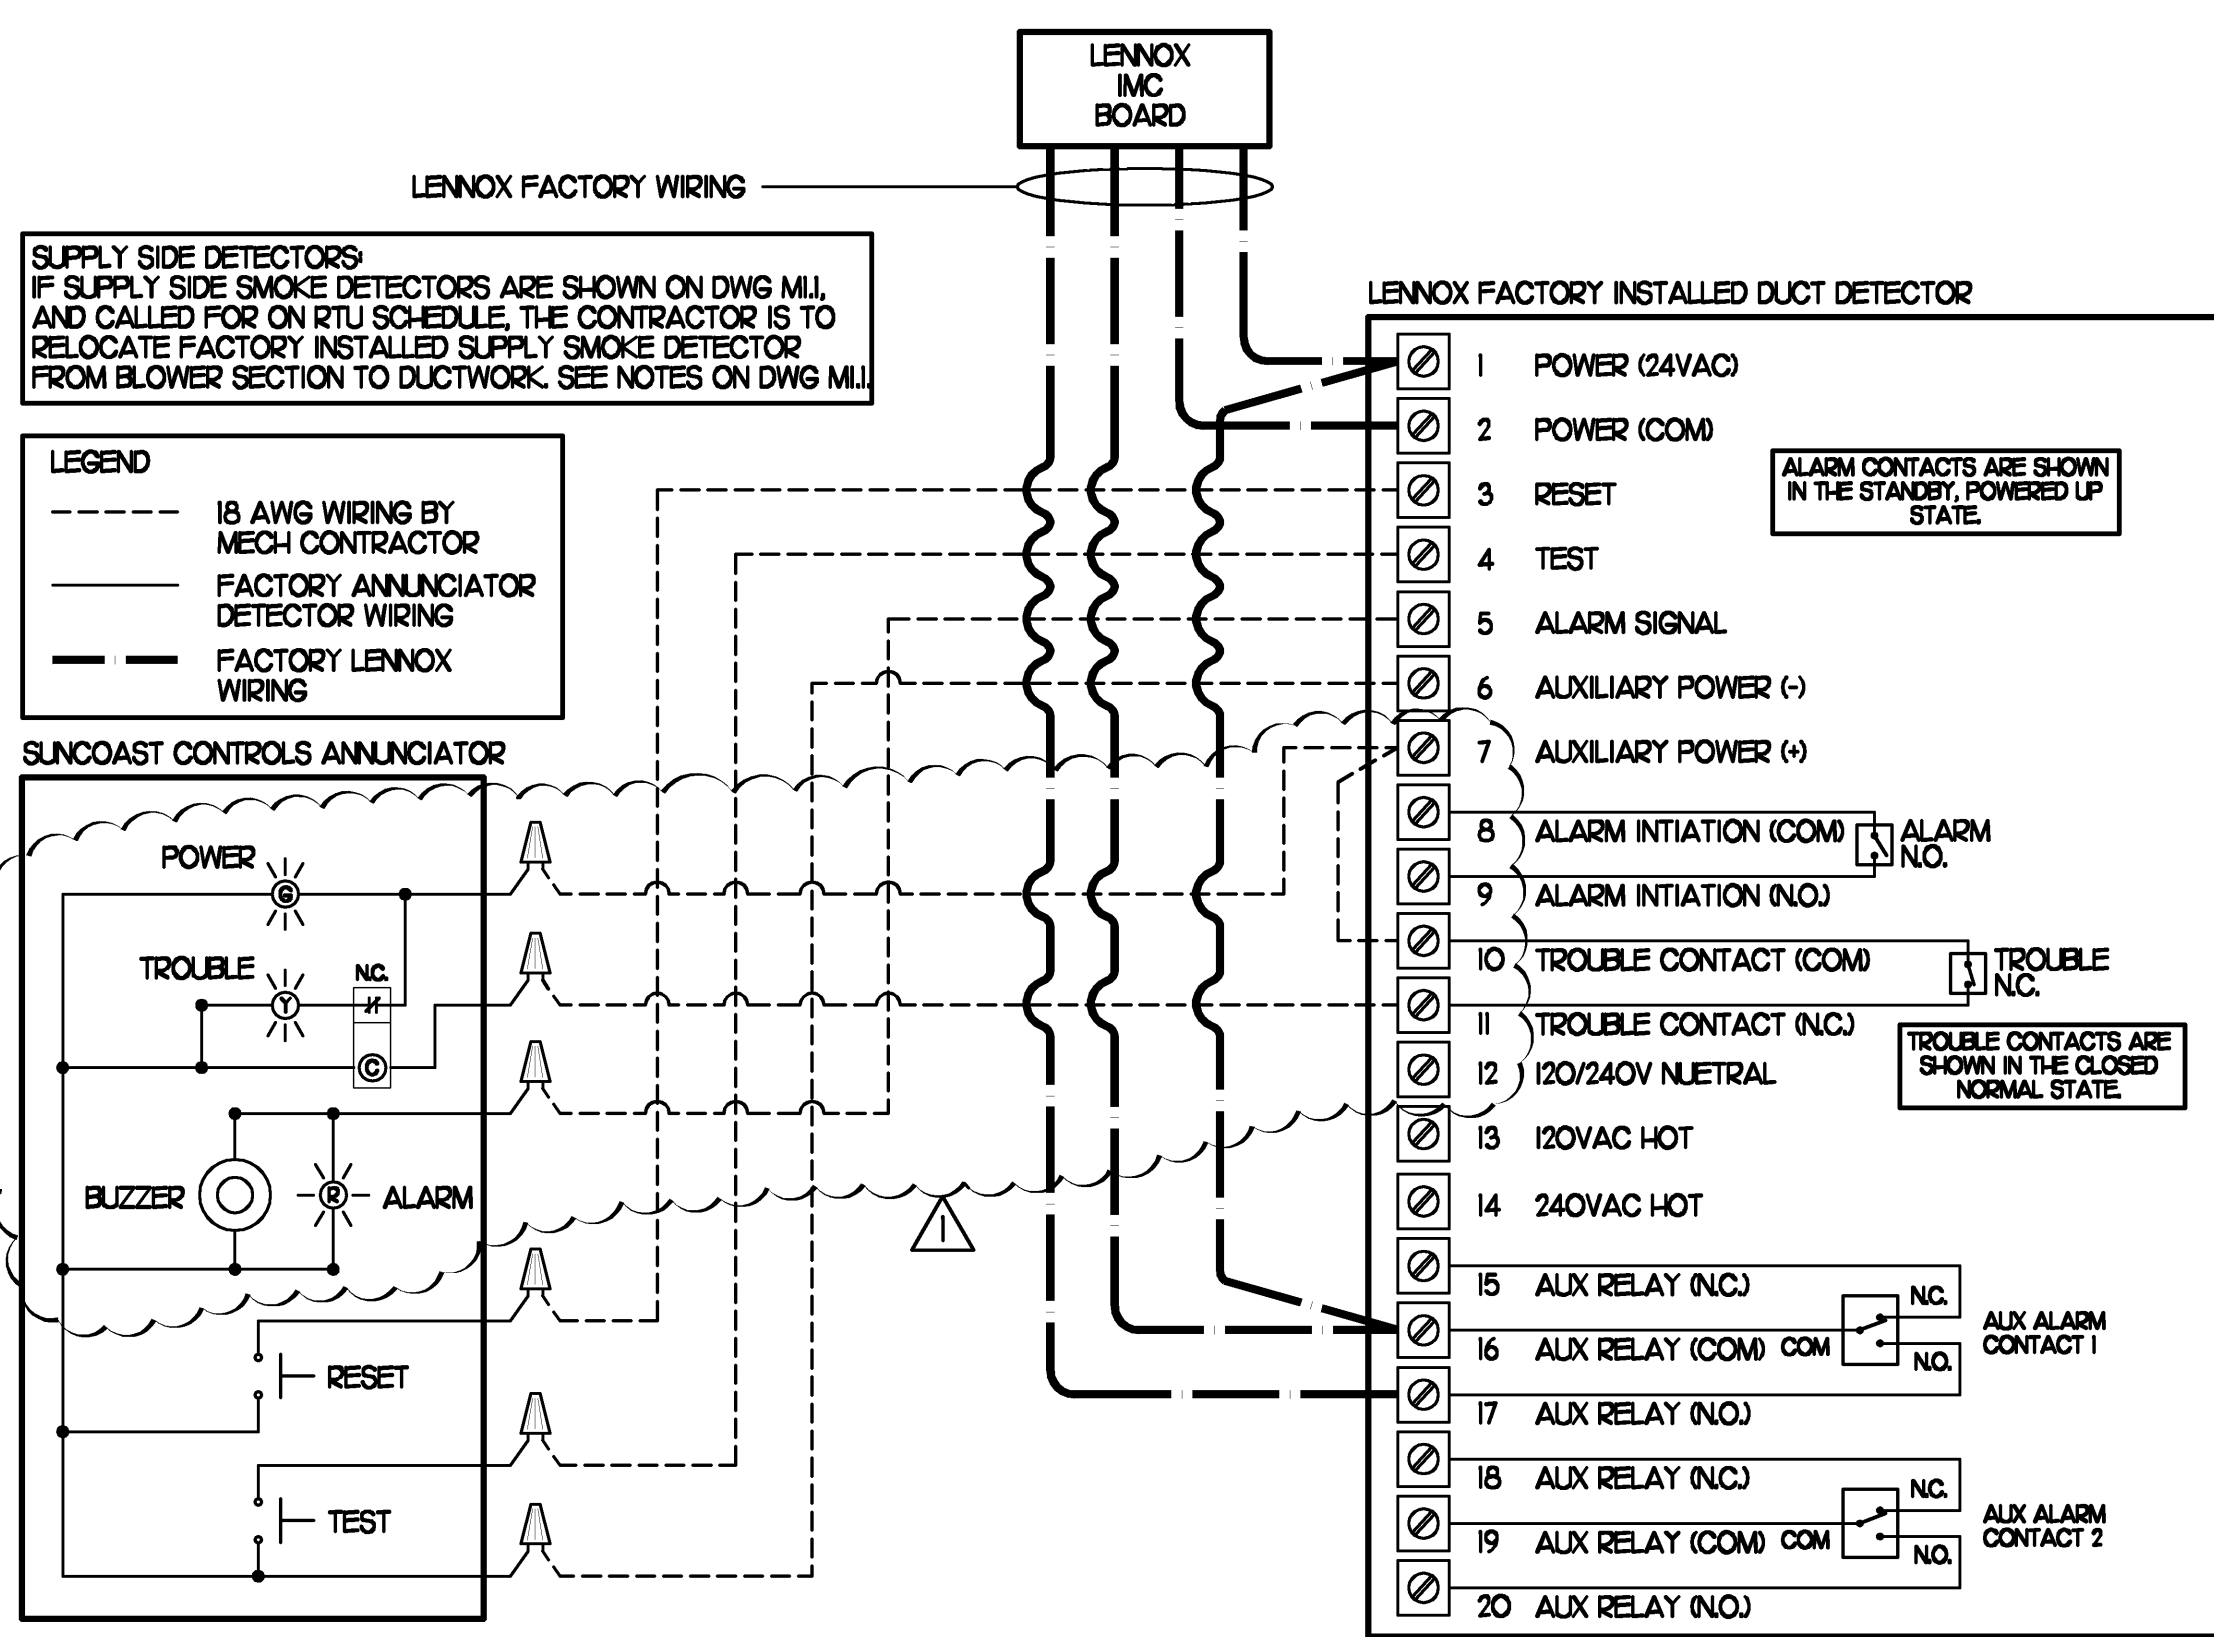 LENNOX
IMC
BOARD
LENNOX FACTORY WIRING
SUPPLY SIDE DETECTORS:
IF SUPPLY SIDE SMOKE DETECTORS ARE SHOWN ON DWG M1.1,
AND CALLED FOR ON RTU SCHEDULE, THE CONTRACTOR IS TO
RELOCATE FACTORY INSTALLED SUPPLY SMOKE DETECTOR
FROM BLOWER SECTION TO DUCTWORK. SEE NOTES ON DWG M1.1.
LEGEND
18 AWG WIRING BY
MECH CONTRACTOR
FACTORY ANNUNCIATOR
DETECTOR WIRING
FACTORY LENNOX
WIRING
SUNCOAST CONTROLS ANNUNCIATOR
POWER
G
TROUBLE
Y
N.C.
C
BUZZER
R
ALARM
RESET
TEST
1
LENNOX FACTORY INSTALLED DUCT DETECTOR
1 POWER (24VAC)
2 POWER (COM)
3 RESET
4 TEST
5 ALARM SIGNAL
6 AUXILIARY POWER (-)
7 AUXILIARY POWER (+)
8 ALARM INTIATION (COM)
9 ALARM INTIATION (N.O.)
10 TROUBLE CONTACT (COM)
11 TROUBLE CONTACT (N.C.)
12 120/240V NUETRAL
13 120VAC HOT
14 240VAC HOT
15 AUX RELAY (N.C.)
16 AUX RELAY (COM) COM
17 AUX RELAY (N.O.)
18 AUX RELAY (N.C.)
19 AUX RELAY (COM) COM
20 AUX RELAY (N.O.)
ALARM CONTACTS ARE SHOWN
IN THE STANDBY, POWERED UP
STATE.
ALARM
N.O.
TROUBLE
N.C.
TROUBLE CONTACTS ARE
SHOWN IN THE CLOSED
NORMAL STATE.
N.C.
N.O.
AUX ALARM
CONTACT 1
N.C.
N.O.
AUX ALARM
CONTACT 2